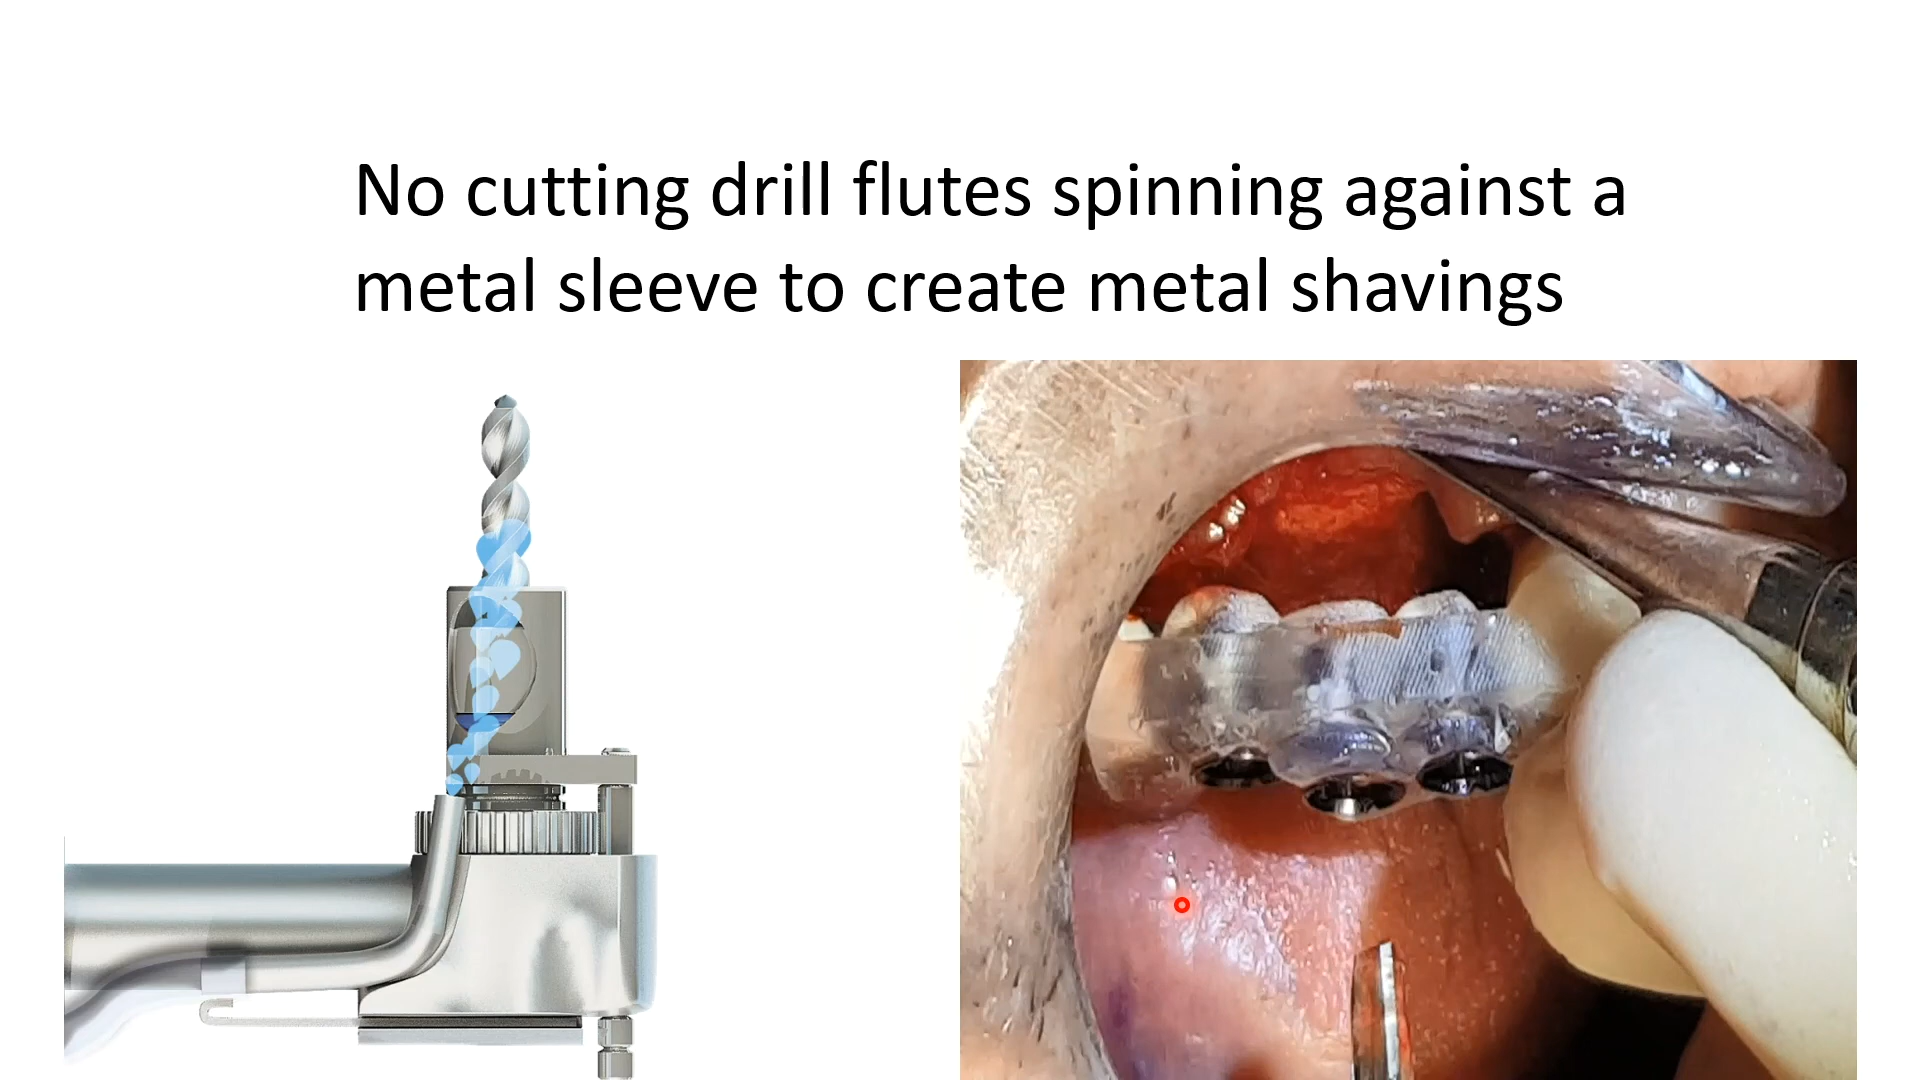 No cutting drill flutes spinning against a
metal sleeve to create metal shavings